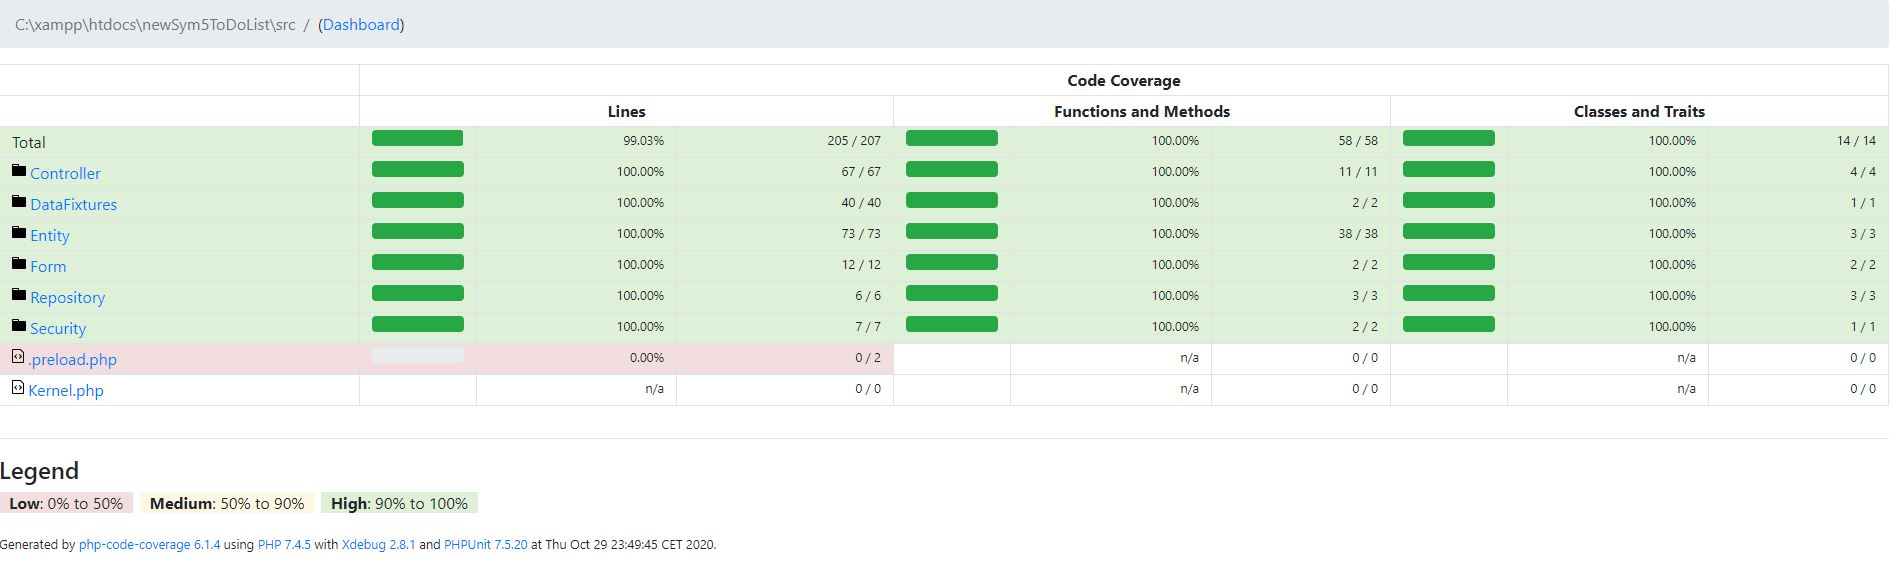 C:\xampp\htdocs\newSym5ToDoList\src / (Dashboard)
Code Coverage
Lines Functions and Methods Classes and Traits
Total 99.03% 205 / 207 100.00% 58 / 58 100.00% 14 / 14
Controller 100.00% 67 / 67 100.00% 11 / 11 100.00% 4 / 4
DataFixtures 100.00% 40 / 40 100.00% 2 / 2 100.00% 1 / 1
Entity 100.00% 73 / 73 100.00% 38 / 38 100.00% 3 / 3
Form 100.00% 12 / 12 100.00% 2 / 2 100.00% 2 / 2
Repository 100.00% 6 / 6 100.00% 3 / 3 100.00% 3 / 3
Security 100.00% 7 / 7 100.00% 2 / 2 100.00% 1 / 1
.preload.php 0.00% 0 / 2 n/a 0 / 0 n/a 0 / 0
Kernel.php n/a 0 / 0 n/a 0 / 0 n/a 0 / 0
Legend
Low: 0% to 50% Medium: 50% to 90% High: 90% to 100%
Generated by php-code-coverage 6.1.4 using PHP 7.4.5 with Xdebug 2.8.1 and PHPUnit 7.5.20 at Thu Oct 29 23:49:45 CET 2020.